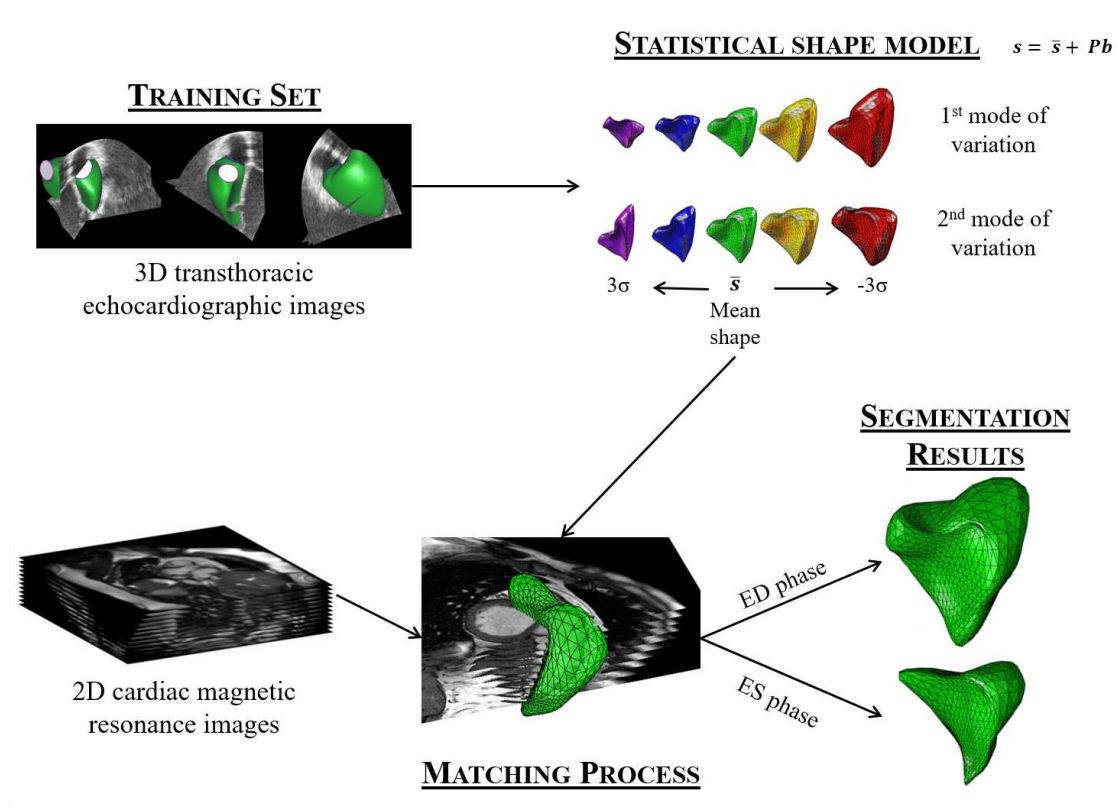 TRAINING SET
3D transthoracic
echocardiographic images
STATISTICAL SHAPE MODEL
s = s̄ + Pb
1st mode of
variation
2nd mode of
variation
3σ
s̄
-3σ
Mean
shape
2D cardiac magnetic
resonance images
MATCHING PROCESS
ED phase
ES phase
SEGMENTATION
RESULTS